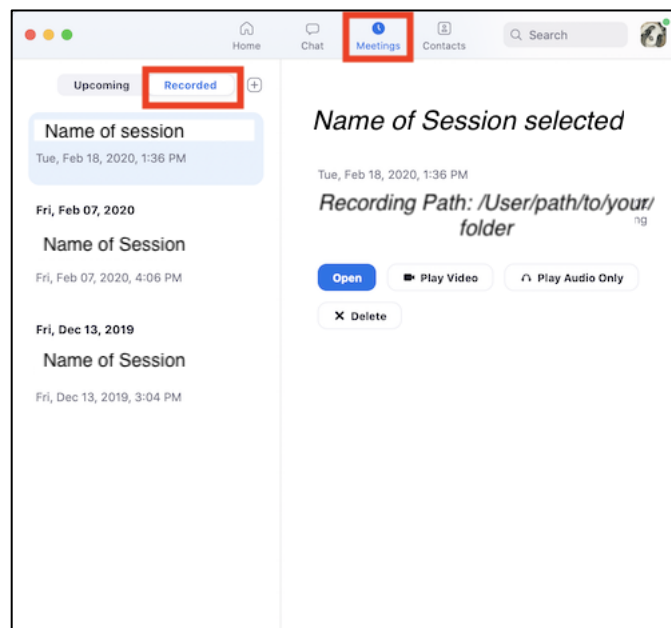 Home
Chat
Meetings
Contacts
Search
Upcoming
Recorded
Name of session
Tue, Feb 18, 2020, 1:36 PM
Fri, Feb 07, 2020
Name of Session
Fri, Feb 07, 2020, 4:06 PM
Fri, Dec 13, 2019
Name of Session
Fri, Dec 13, 2019, 3:04 PM
Name of Session selected
Tue, Feb 18, 2020, 1:36 PM
Recording Path: /User/path/to/your/
folder
ng
Open
Play Video
Play Audio Only
Delete